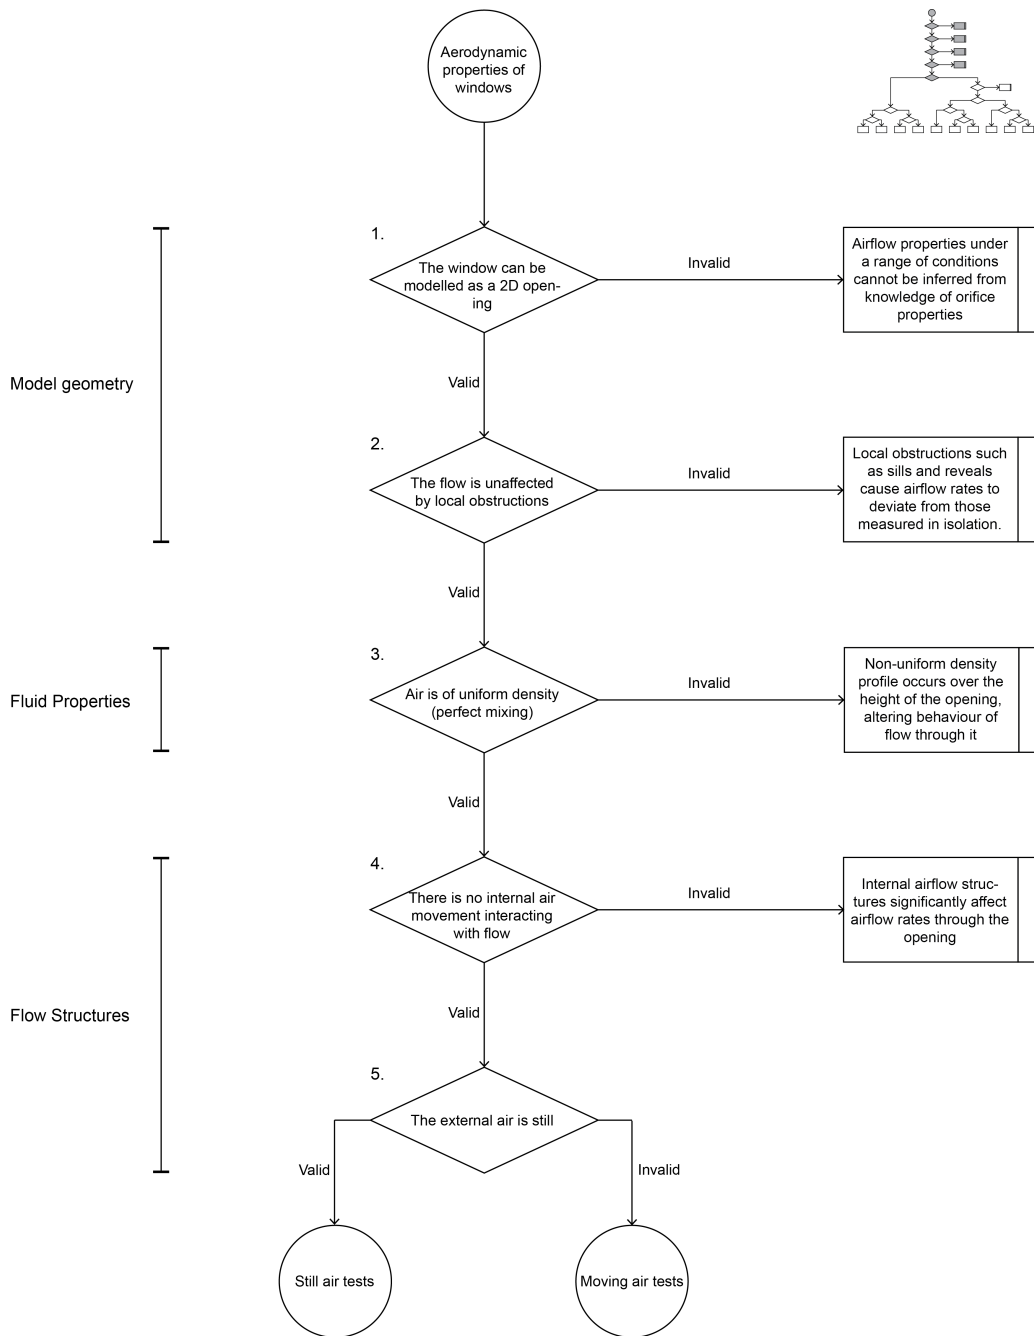 Aerodynamic
properties of
windows
1.
The window can be
modelled as a 2D open-
ing
Invalid
Airflow properties under
a range of conditions
cannot be inferred from
knowledge of orifice
properties
Valid
Model geometry
2.
The flow is unaffected
by local obstructions
Invalid
Local obstructions such
as sills and reveals
cause airflow rates to
deviate from those
measured in isolation.
Valid
3.
Air is of uniform density
(perfect mixing)
Invalid
Non-uniform density
profile occurs over the
height of the opening,
altering behaviour of
flow through it
Fluid Properties
Valid
4.
There is no internal air
movement interacting
with flow
Invalid
Internal airflow struc-
tures significantly affect
airflow rates through the
opening
Valid
Flow Structures
5.
The external air is still
Valid
Invalid
Still air tests
Moving air tests